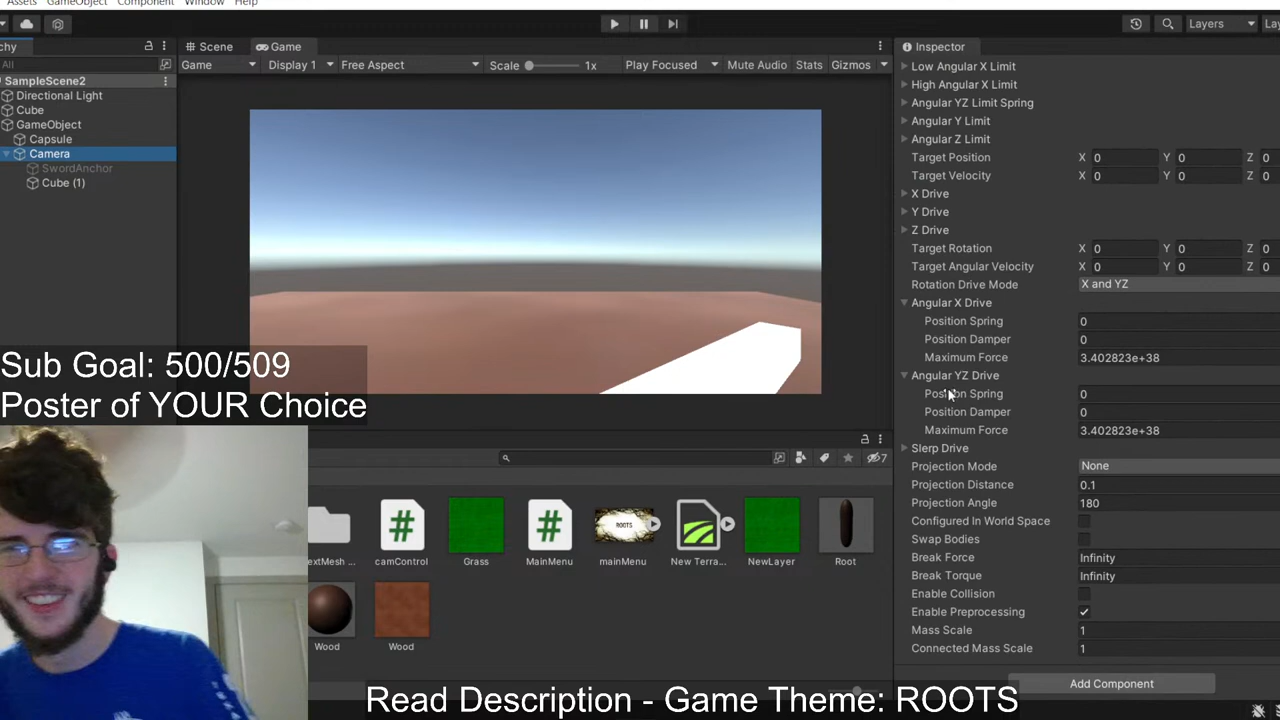 Assets GameObject Component Window Help
Layers Lay
hy Scene Game Inspector
All Game Display 1 Free Aspect Scale 1x Play Focused Mute Audio Stats Gizmos
SampleScene2
Directional Light
Cube
GameObject
Capsule
Camera
SwordAnchor
Cube (1)
Low Angular X Limit
High Angular X Limit
Angular YZ Limit Spring
Angular Y Limit
Angular Z Limit
Target Position X 0 Y 0 Z 0
Target Velocity X 0 Y 0 Z 0
X Drive
Y Drive
Z Drive
Target Rotation X 0 Y 0 Z 0
Target Angular Velocity X 0 Y 0 Z 0
Rotation Drive Mode X and YZ
Angular X Drive
Position Spring 0
Position Damper 0
Maximum Force 3.402823e+38
Angular YZ Drive
Position Spring 0
Position Damper 0
Maximum Force 3.402823e+38
Slerp Drive
Projection Mode None
Projection Distance 0.1
Projection Angle 180
Configured In World Space
Swap Bodies
Break Force Infinity
Break Torque Infinity
Enable Collision
Enable Preprocessing
Mass Scale 1
Connected Mass Scale 1
Add Component
Sub Goal: 500/509
Poster of YOUR Choice
7
ROOTS
extMesh ... camControl Grass MainMenu mainMenu New Terra... NewLayer Root
Wood Wood
Read Description - Game Theme: ROOTS